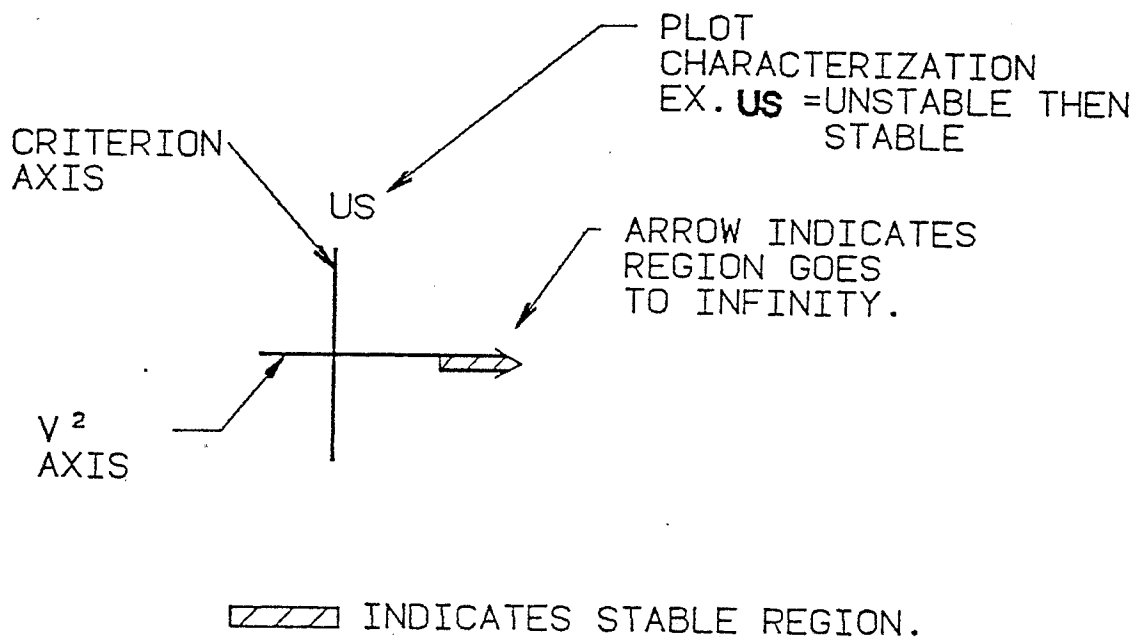 PLOT
CHARACTERIZATION
EX. US =UNSTABLE THEN
STABLE
CRITERION
AXIS
US
ARROW INDICATES
REGION GOES
TO INFINITY.
V²
AXIS
INDICATES STABLE REGION.